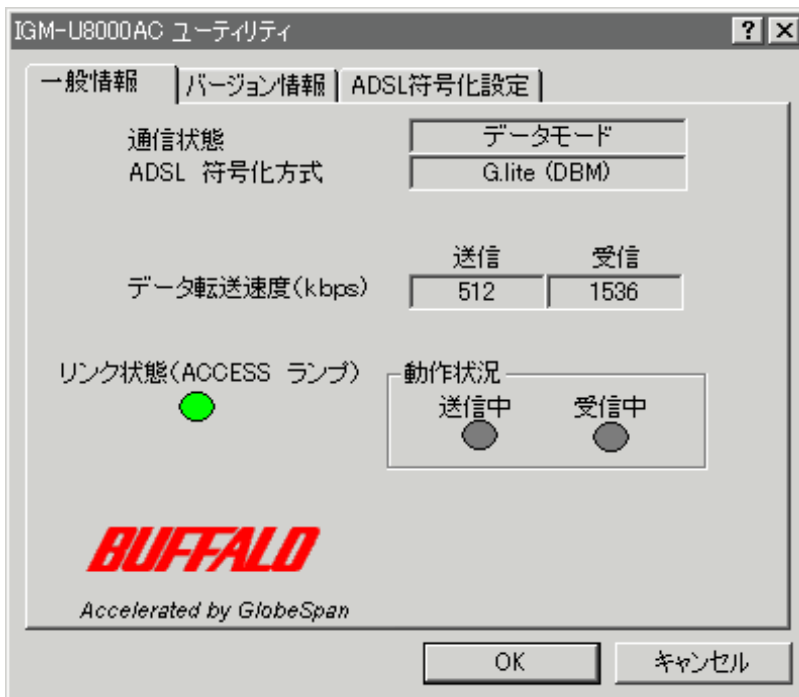 IGM-U8000AC ユーティリティ
一般情報 バージョン情報 ADSL符号化設定
通信状態 データモード
ADSL 符号化方式 G.lite (DBM)
送信 受信
データ転送速度(kbps) 512 1536
リンク状態(ACCESS ランプ)
動作状況
送信中 受信中
BUFFALO
Accelerated by GlobeSpan
OK キャンセル